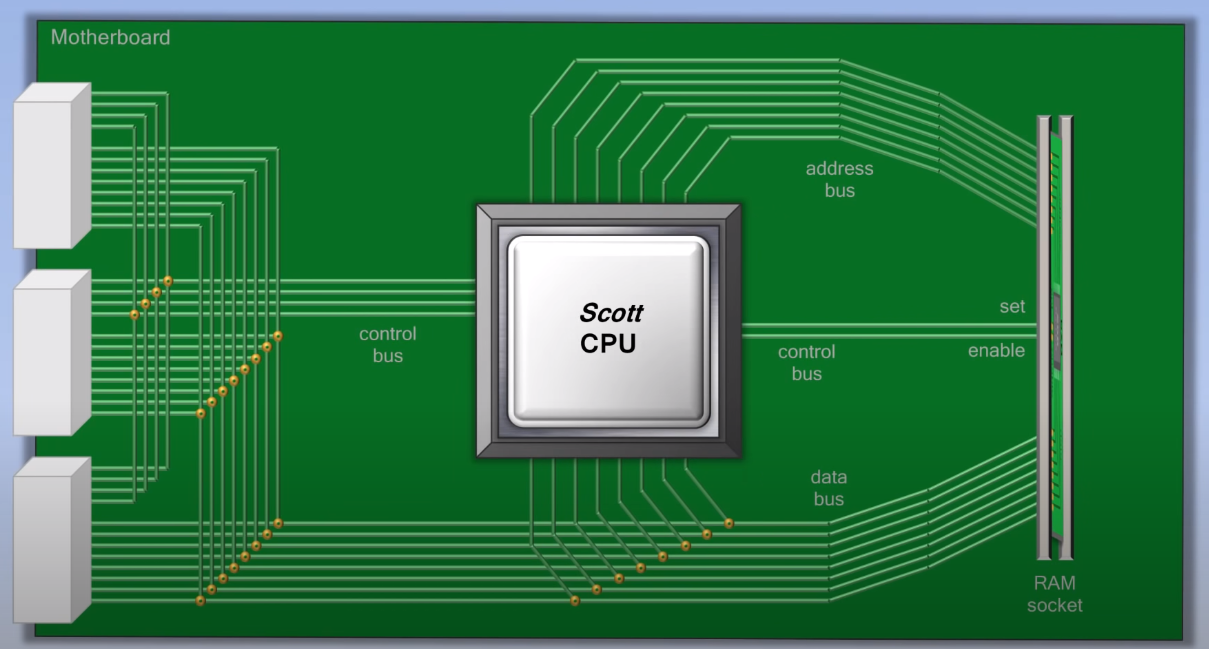 Motherboard
address
bus
set
Scott
CPU
control
bus
control
bus
enable
data
bus
RAM
socket